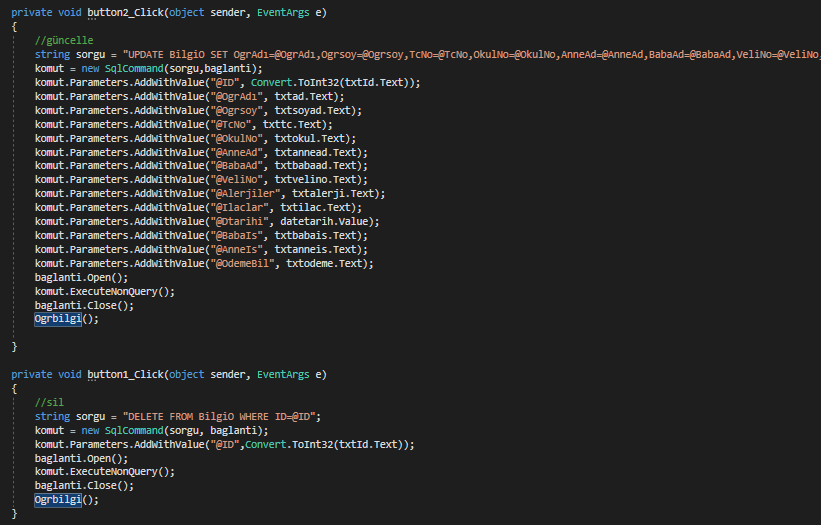 private void button2_Click(object sender, EventArgs e)
{
//güncelle
string sorgu = "UPDATE BilgiO SET OgrAdı=@OgrAdı,Ogrsoy=@Ogrsoy,TcNo=@TcNo,OkulNo=@OkulNo,AnneAd=@AnneAd,BabaAd=@BabaAd,VeliNo=@VeliNo,
komut = new SqlCommand(sorgu,baglanti);
komut.Parameters.AddWithValue("@ID", Convert.ToInt32(txtId.Text));
komut.Parameters.AddWithValue("@OgrAdı", txtad.Text);
komut.Parameters.AddWithValue("@Ogrsoy", txtsoyad.Text);
komut.Parameters.AddWithValue("@TcNo", txttc.Text);
komut.Parameters.AddWithValue("@OkulNo", txtokul.Text);
komut.Parameters.AddWithValue("@AnneAd", txtannead.Text);
komut.Parameters.AddWithValue("@BabaAd", txtbabaad.Text);
komut.Parameters.AddWithValue("@VeliNo", txtvelino.Text);
komut.Parameters.AddWithValue("@Alerjiler", txtalerji.Text);
komut.Parameters.AddWithValue("@Ilaclar", txtilac.Text);
komut.Parameters.AddWithValue("@Dtarihi", datetarih.Value);
komut.Parameters.AddWithValue("@BabaIs", txtbabais.Text);
komut.Parameters.AddWithValue("@AnneIs", txtanneis.Text);
komut.Parameters.AddWithValue("@OdemeBil", txtodeme.Text);
baglanti.Open();
komut.ExecuteNonQuery();
baglanti.Close();
Ogrbilgi();
}
private void button1_Click(object sender, EventArgs e)
{
//sil
string sorgu = "DELETE FROM BilgiO WHERE ID=@ID";
komut = new SqlCommand(sorgu, baglanti);
komut.Parameters.AddWithValue("@ID",Convert.ToInt32(txtId.Text));
baglanti.Open();
komut.ExecuteNonQuery();
baglanti.Close();
Ogrbilgi();
}